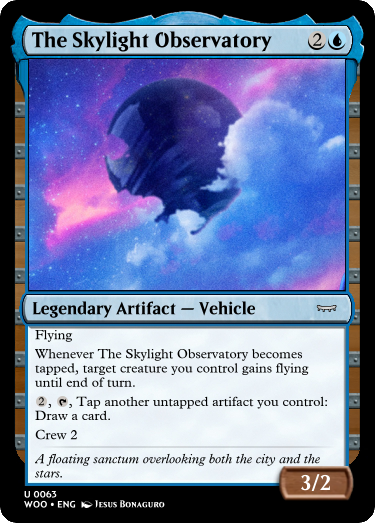 The Skylight Observatory 2
Legendary Artifact — Vehicle
Flying
Whenever The Skylight Observatory becomes
tapped, target creature you control gains flying
until end of turn.
2, , Tap another untapped artifact you control:
Draw a card.
Crew 2
A floating sanctum overlooking both the city and the
stars.
3/2
U 0063
WOO • ENG Jesus Bonaguro